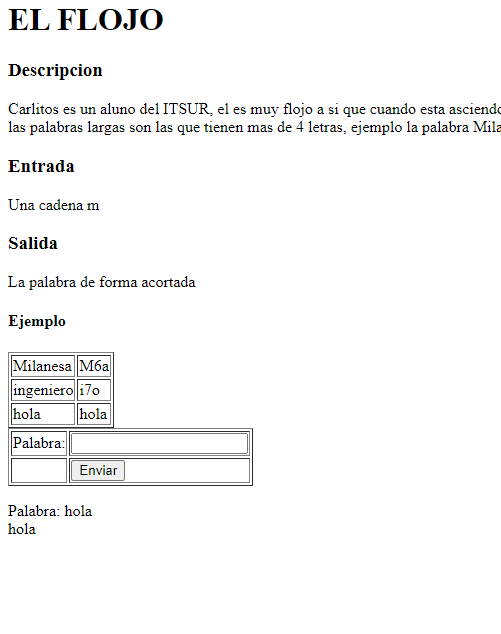 EL FLOJO
Descripcion
Carlitos es un aluno del ITSUR, el es muy flojo a si que cuando esta asciendo
las palabras largas son las que tienen mas de 4 letras, ejemplo la palabra Mila
Entrada
Una cadena m
Salida
La palabra de forma acortada
Ejemplo
Milanesa M6a
ingeniero i7o
hola hola
Palabra:
Enviar
Palabra: hola
hola